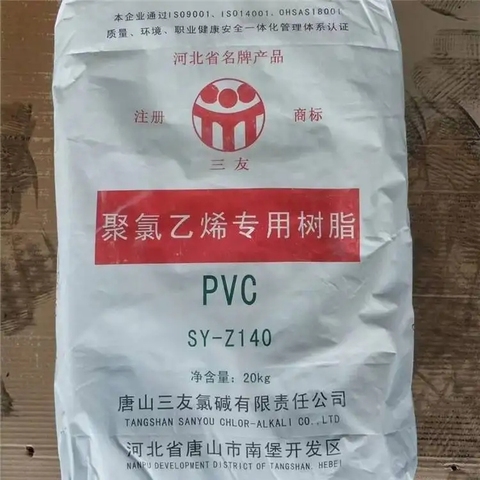 本企业通过ISO9001、ISO14001、OHSAS18001
质量、环境、职业健康安全一体化管理体系认证
河北省名牌产品
注册 商标
三友
聚氯乙烯专用树脂
PVC
SY-Z140
净含量：20kg
唐山三友氯碱有限责任公司
TANGSHAN SANYOU CHLOR-ALKALI CO.,LTD
河北省唐山市南堡开发区
NANPU DEVELOPMENT DISTRICT OF TANGSHAN, HEBEI